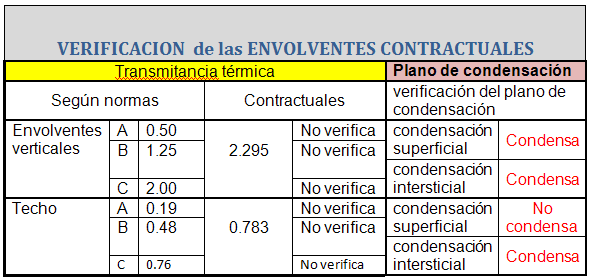 VERIFICACION de las ENVOLVENTES CONTRACTUALES
Transmitancia térmica
Plano de condensación
Según normas
Contractuales
verificación del plano de
condensación
Envolventes
verticales
A 0.50
B 1.25
C 2.00
2.295
No verifica
No verifica
No verifica
condensación
superficial
Condensa
condensación
intersticial
Condensa
Techo
A 0.19
B 0.48
C 0.76
0.783
No verifica
No verifica
No verifica
condensación
superficial
No
condensa
condensación
intersticial
Condensa